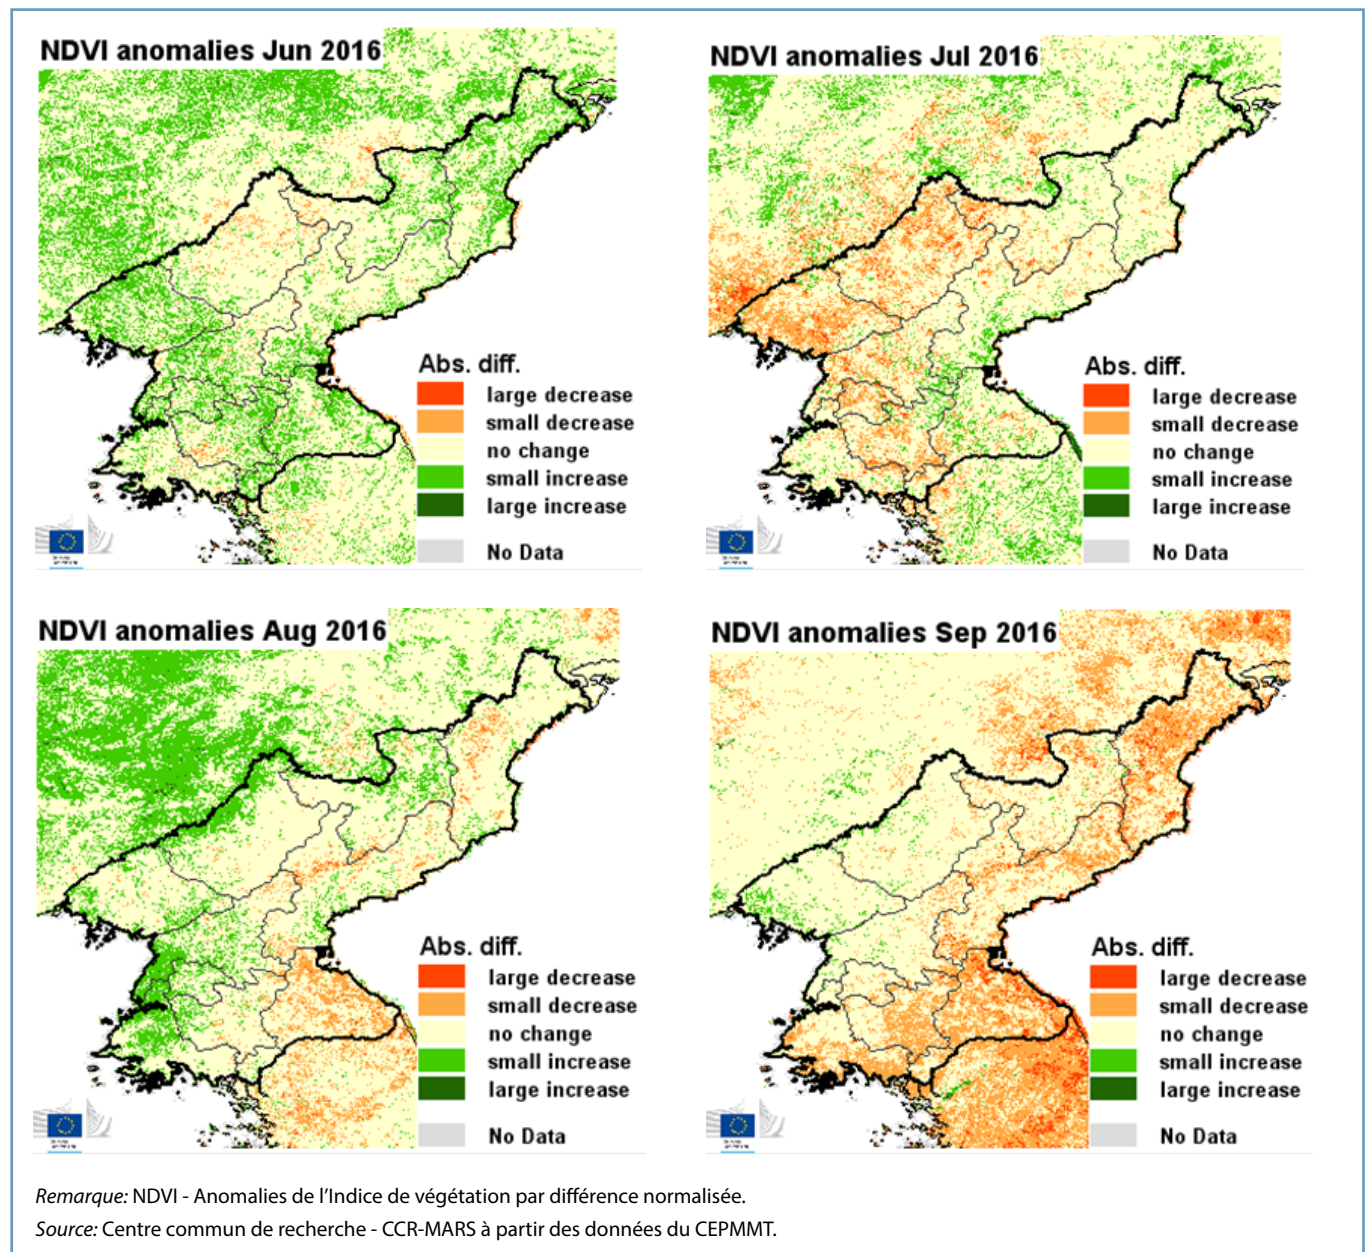 NDVI anomalies Jun 2016
Abs. diff.
large decrease
small decrease
no change
small increase
large increase
No Data
NDVI anomalies Jul 2016
Abs. diff.
large decrease
small decrease
no change
small increase
large increase
No Data
NDVI anomalies Aug 2016
Abs. diff.
large decrease
small decrease
no change
small increase
large increase
No Data
NDVI anomalies Sep 2016
Abs. diff.
large decrease
small decrease
no change
small increase
large increase
No Data
Remarque: NDVI - Anomalies de l'Indice de végétation par différence normalisée.
Source: Centre commun de recherche - CCR-MARS à partir des données du CEPMMT.